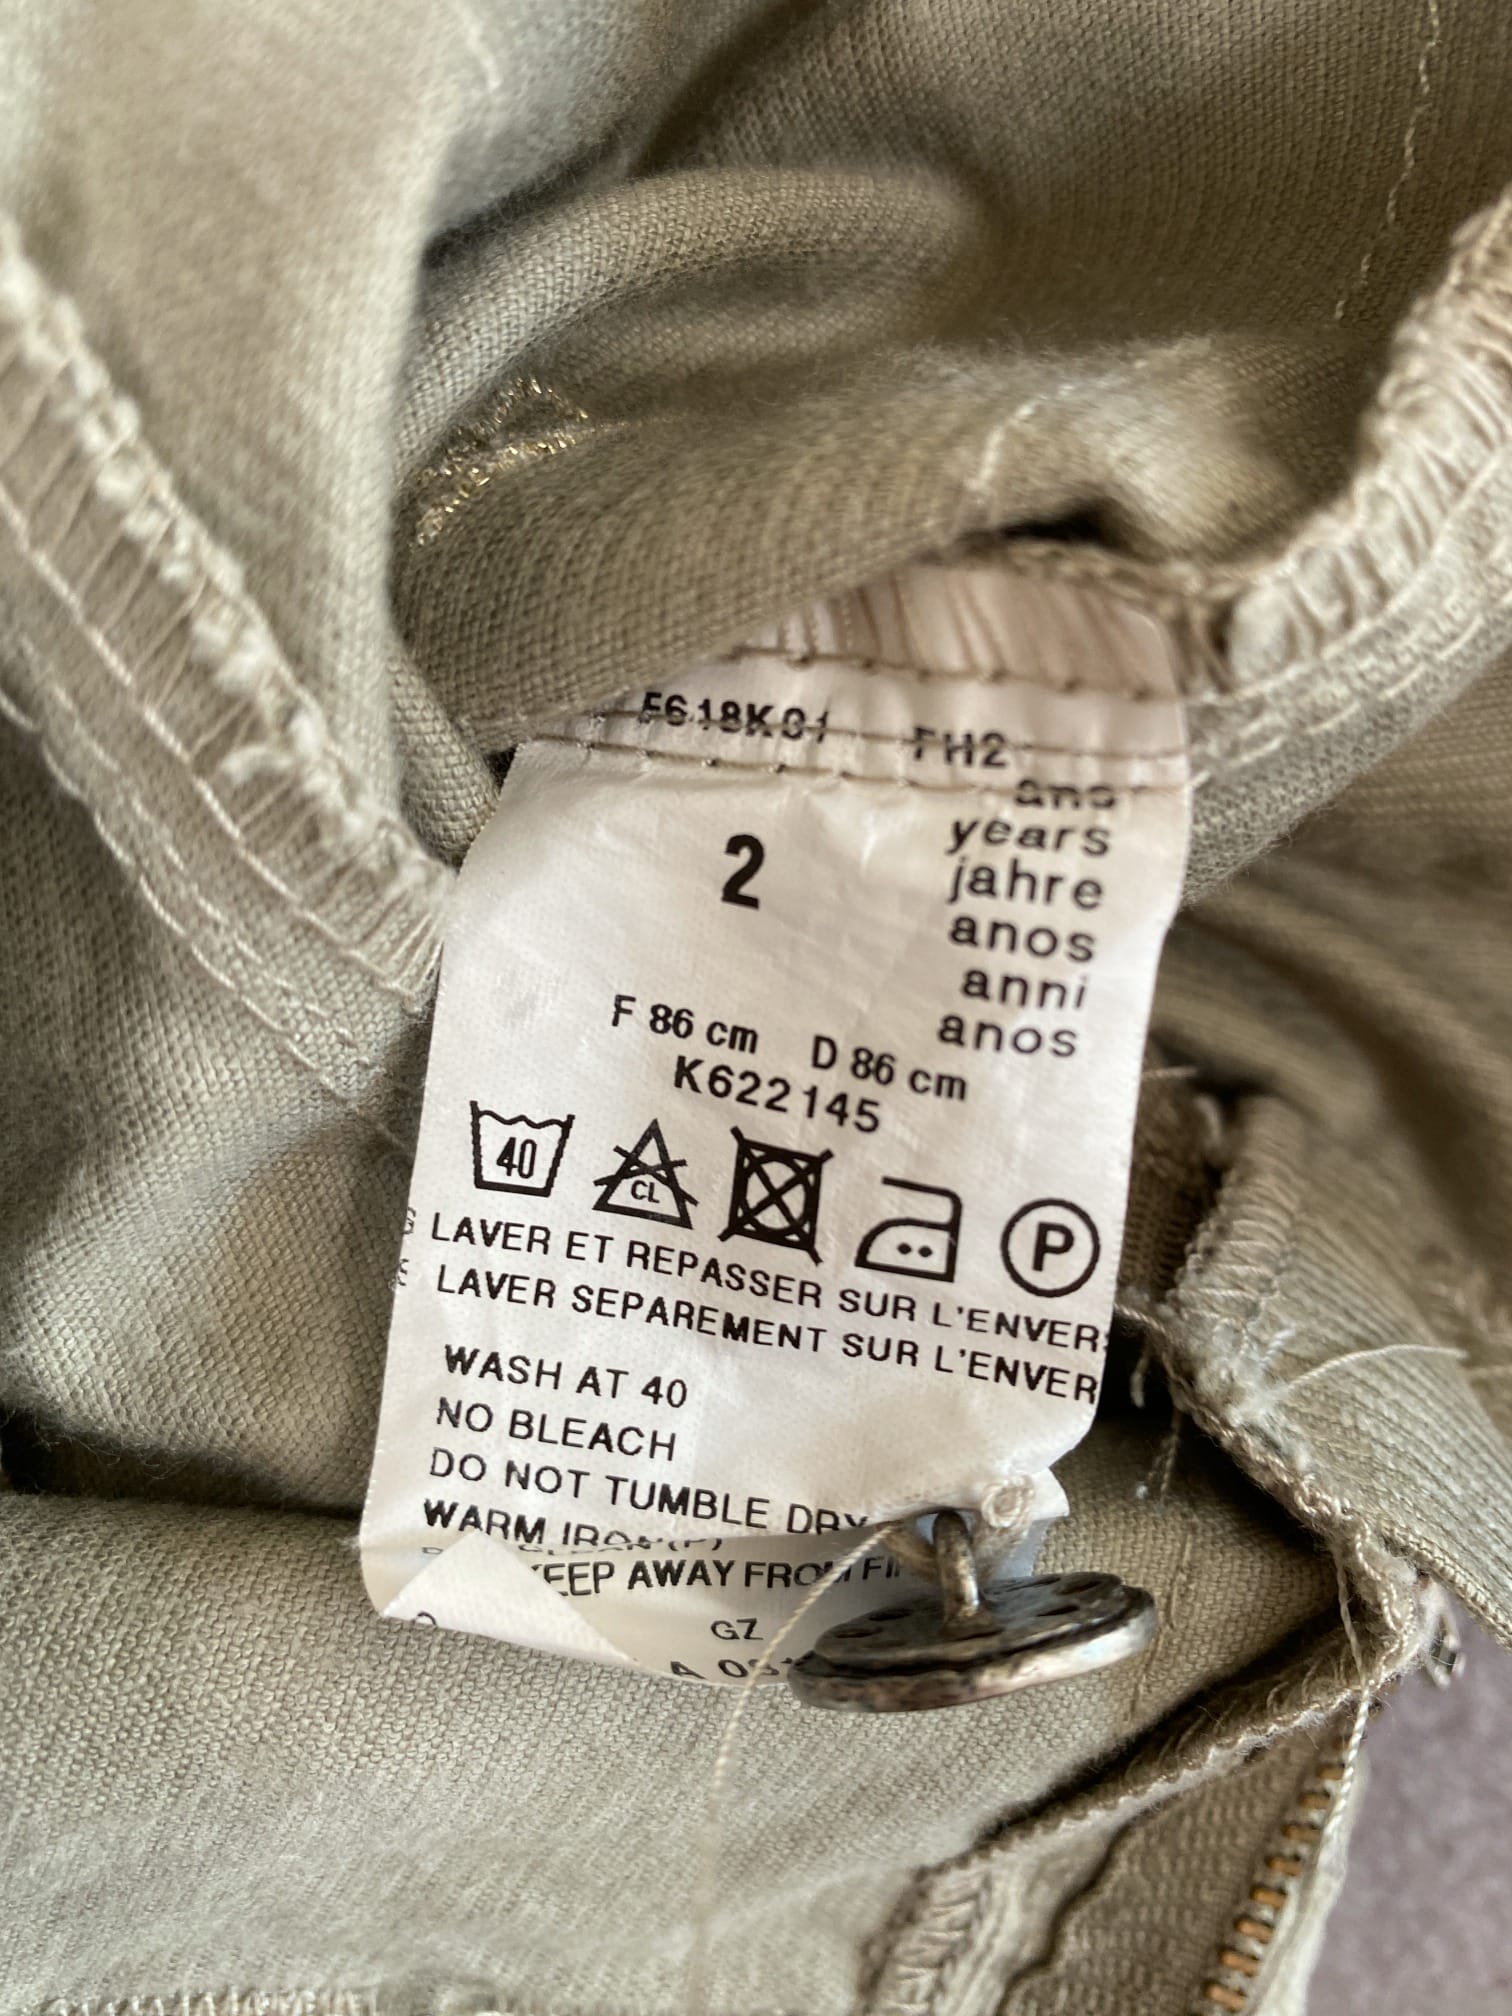 F618K01 FH2
ans
2 years
jahre
anos
anni
anos
F 86 cm D 86 cm
K622145
40 CL P
LAVER ET REPASSER SUR L'ENVERS
LAVER SEPAREMENT SUR L'ENVER
WASH AT 40
NO BLEACH
DO NOT TUMBLE DRY
WARM IRON
KEEP AWAY FROM
GZ
A